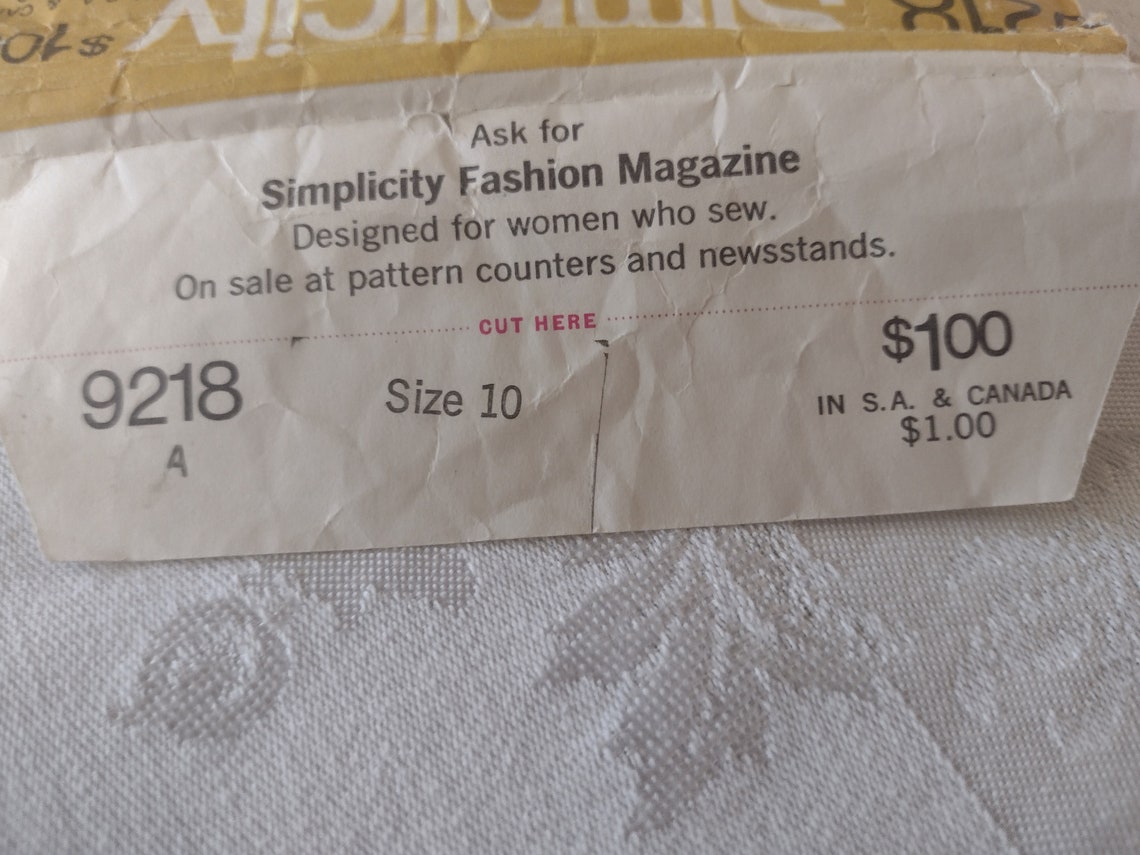 Simplicity
Ask for
Simplicity Fashion Magazine
Designed for women who sew.
On sale at pattern counters and newsstands.
CUT HERE
9218
A
Size 10
$100
IN S.A. & CANADA
$1.00